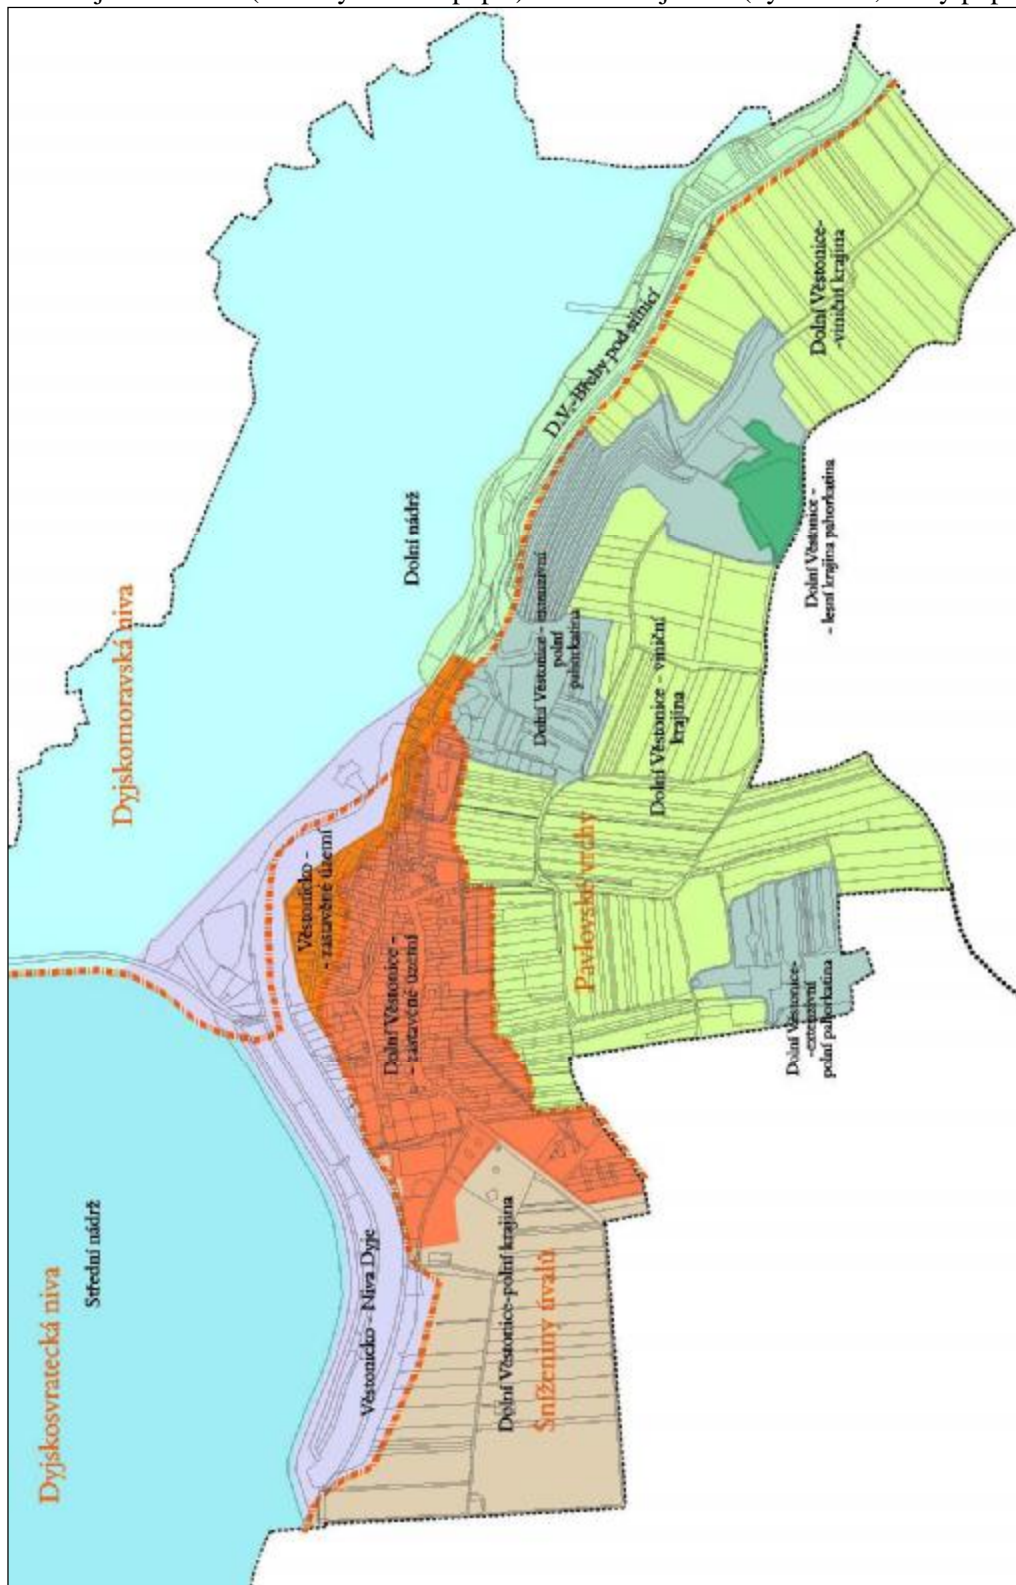 Dyjskosvratecká niva
Střední nádrž
Dyjskomoravská niva
Dolní nádrž
D.V.-Břehy pod silnicí
Dolní Věstonice-
-viniční krajina
Věstonicko -
- zastavěné území
Dolní Věstonice -
- zastavěné území
Věstonicko - Niva Dyje
Dolní Věstonice-polní krajina
Sníženiny úvalů
Dolní Věstonice -
polní
pahorkatina
Dolní Věstonice - viniční
krajina
Pavlovské vrchy
Dolní Věstonice -
- lesní krajina pahorkatina
Dolní Věstonice-
-extenzivní
polní pahorkatina